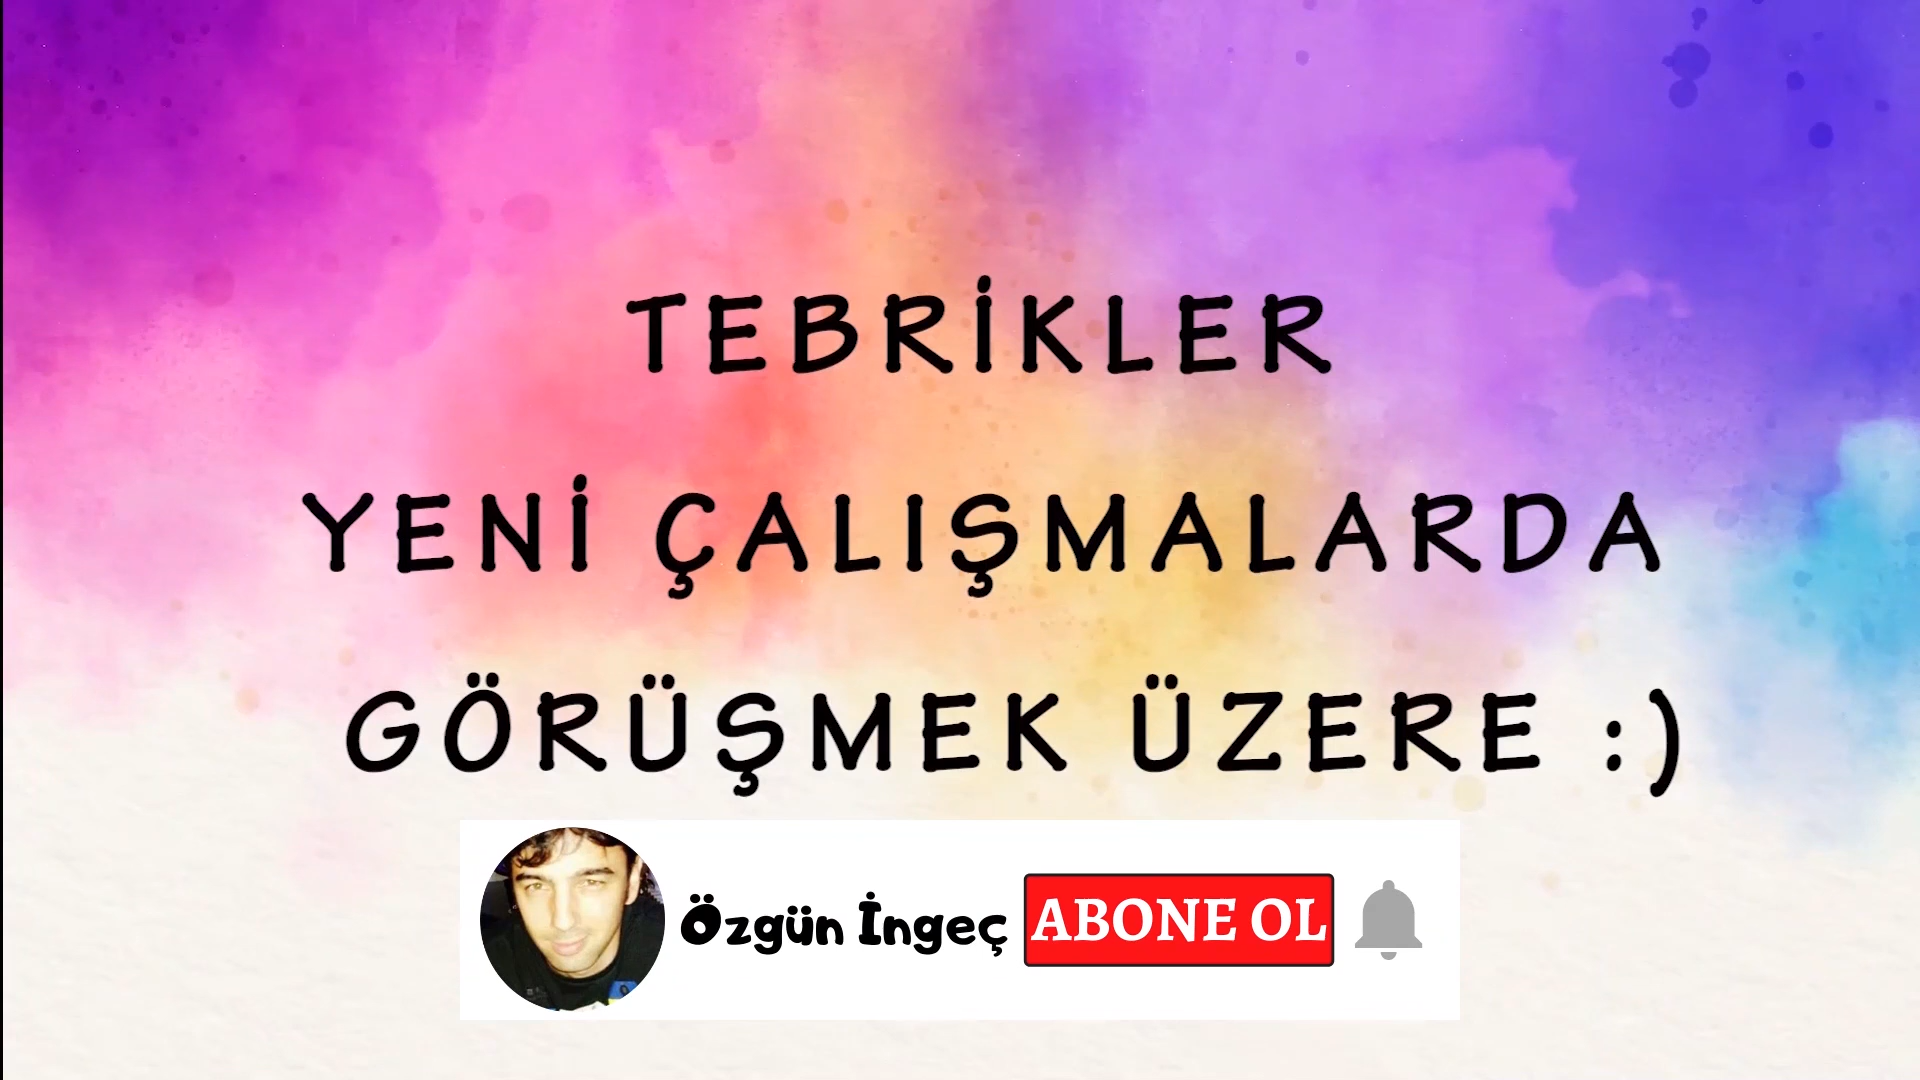 TEBRİKLER
YENİ ÇALIŞMALARDA
GÖRÜŞMEK ÜZERE :)
Özgün İngeç ABONE OL